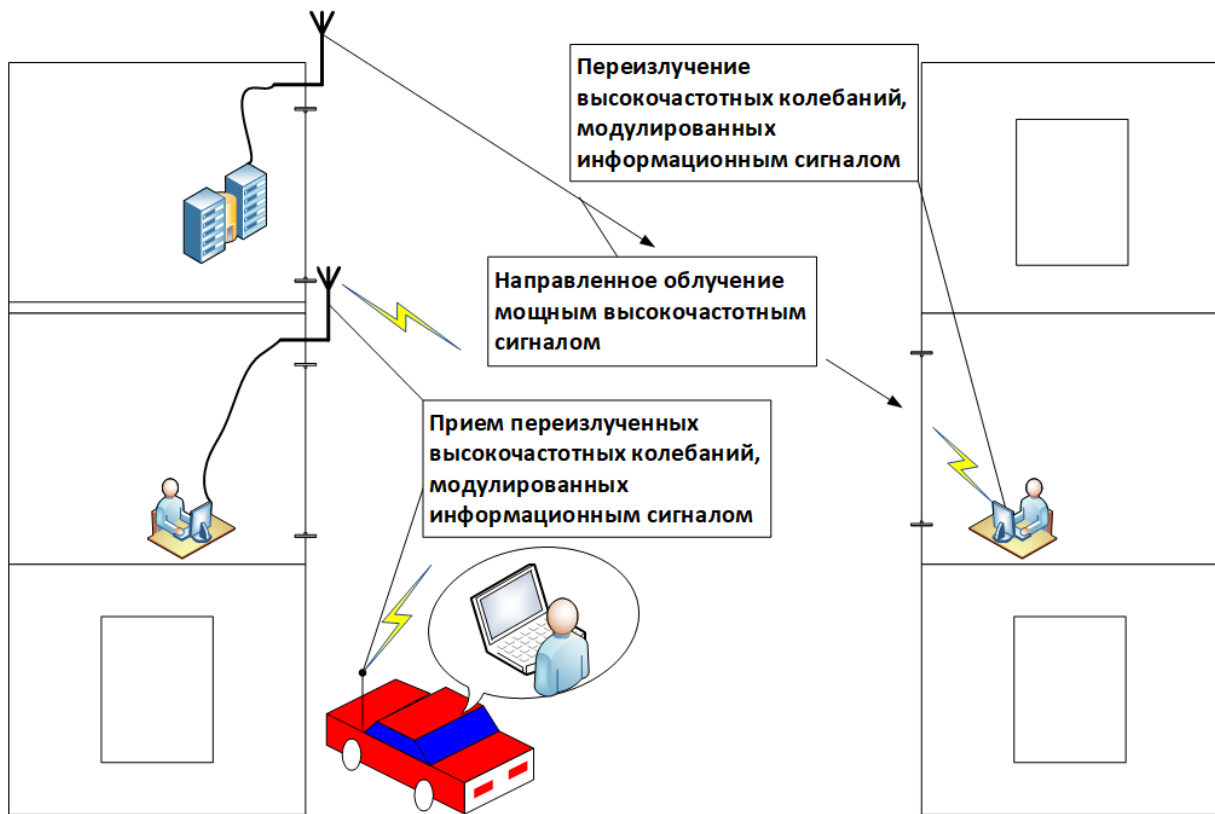 Переизлучение
высокочастотных колебаний,
модулированных
информационным сигналом
Направленное облучение
мощным высокочастотным
сигналом
Прием переизлученных
высокочастотных колебаний,
модулированных
информационным сигналом